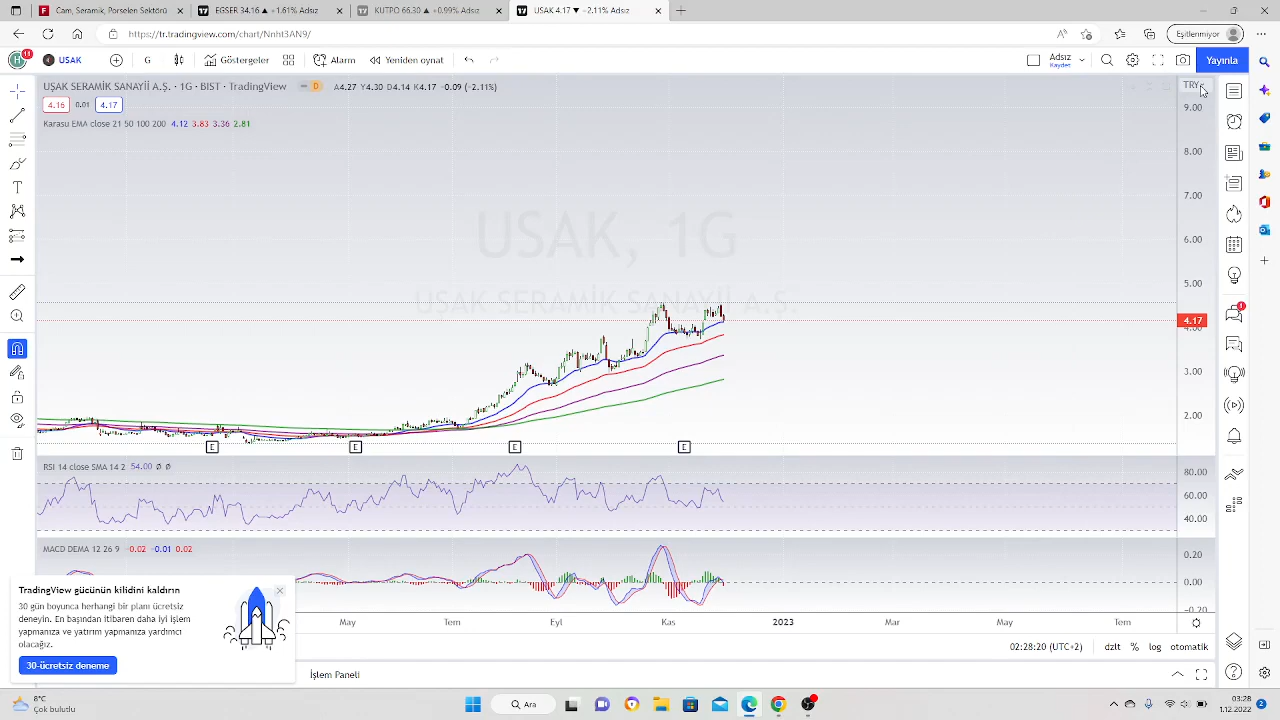 Cam, Seramik, Porselen Sektörü
EGSER 34.16 ▲ +1.61% Adsız
KUTPO 66.30 ▲ +0.99% Adsız
USAK 4.17 ▼ −2.11% Adsız
https://tr.tradingview.com/chart/Nnht3AN9/
Eşitlenmiyor
11
USAK
G
Göstergeler
Alarm
Yeniden oynat
Adsız
Kaydet
Yayınla
UŞAK SERAMİK SANAYİİ A.Ş. · 1G · BIST · TradingView
D
A4.27 Y4.30 D4.14 K4.17 −0.09 (−2.11%)
TRY
4.16 0.01 4.17
Karasu EMA close 21 50 100 200 4.12 3.83 3.36 2.81
9.00
8.00
7.00
6.00
5.00
4.17
4.00
3.00
2.00
USAK, 1G
UŞAK SERAMİK SANAYİİ A.Ş.
E E E E
RSI 14 close SMA 14 2 54.00 Ø Ø
80.00
60.00
40.00
MACD DEMA 12 26 9 −0.02 −0.01 0.02
0.20
0.00
−0.20
May Tem Eyl Kas 2023 Mar May Tem
TradingView gücünün kilidini kaldırın
30 gün boyunca herhangi bir planı ücretsiz
deneyin. En başından itibaren daha iyi işlem
yapmanıza ve yatırım yapmanıza yardımcı
olacağız.
30-ücretsiz deneme
02:28:20 (UTC+2)
dzlt % log otomatik
İşlem Paneli
8°C
Çok bulutlu
Ara
03:28
1.12.2022
2